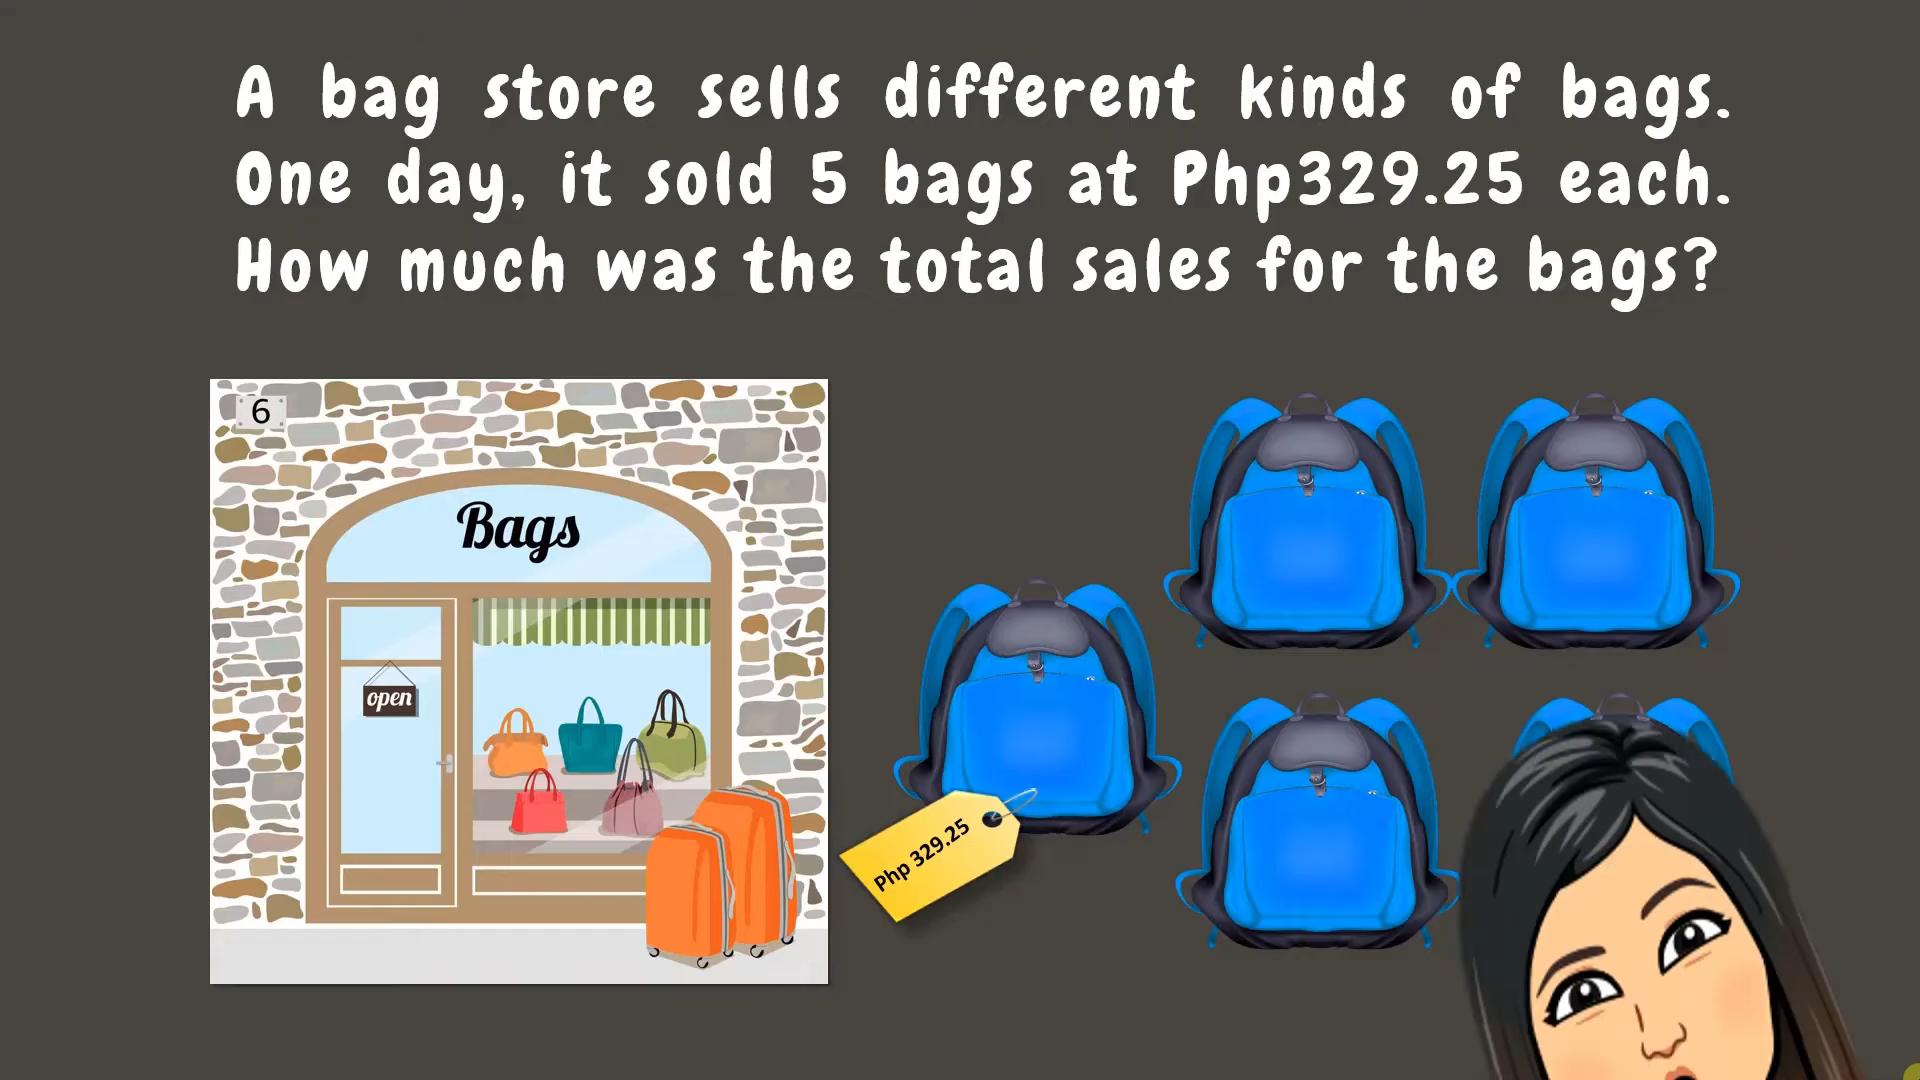 A bag store sells different kinds of bags.
One day, it sold 5 bags at Php329.25 each.
How much was the total sales for the bags?
6
Bags
open
Php 329.25